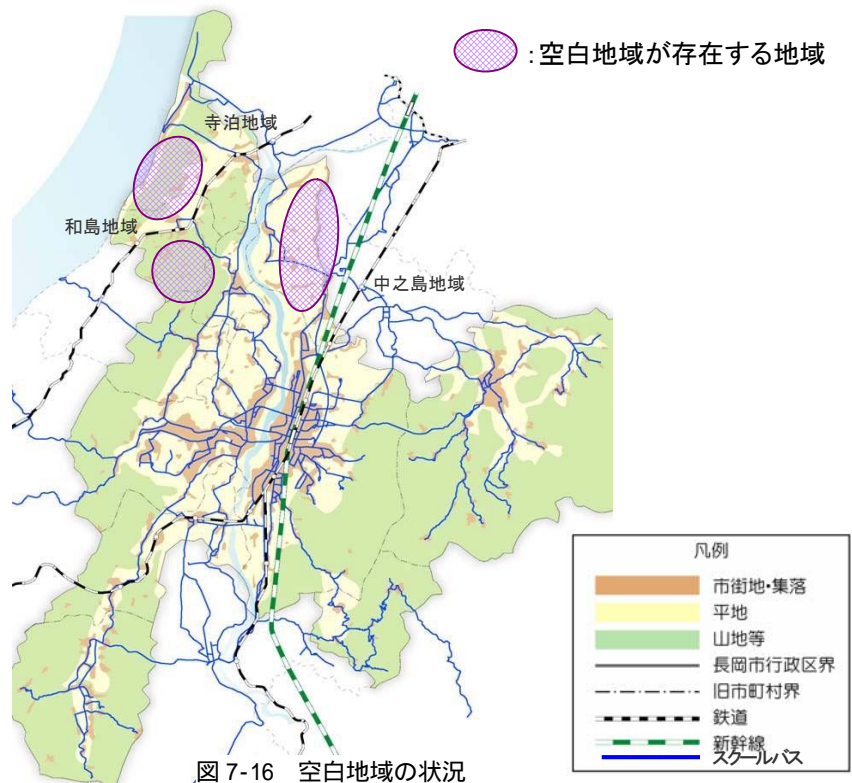 :空白地域が存在する地域
寺泊地域
和島地域
中之島地域
凡例
市街地・集落
平地
山地等
長岡市行政区界
旧市町村界
鉄道
新幹線
スクールバス
図 7-16 空白地域の状況